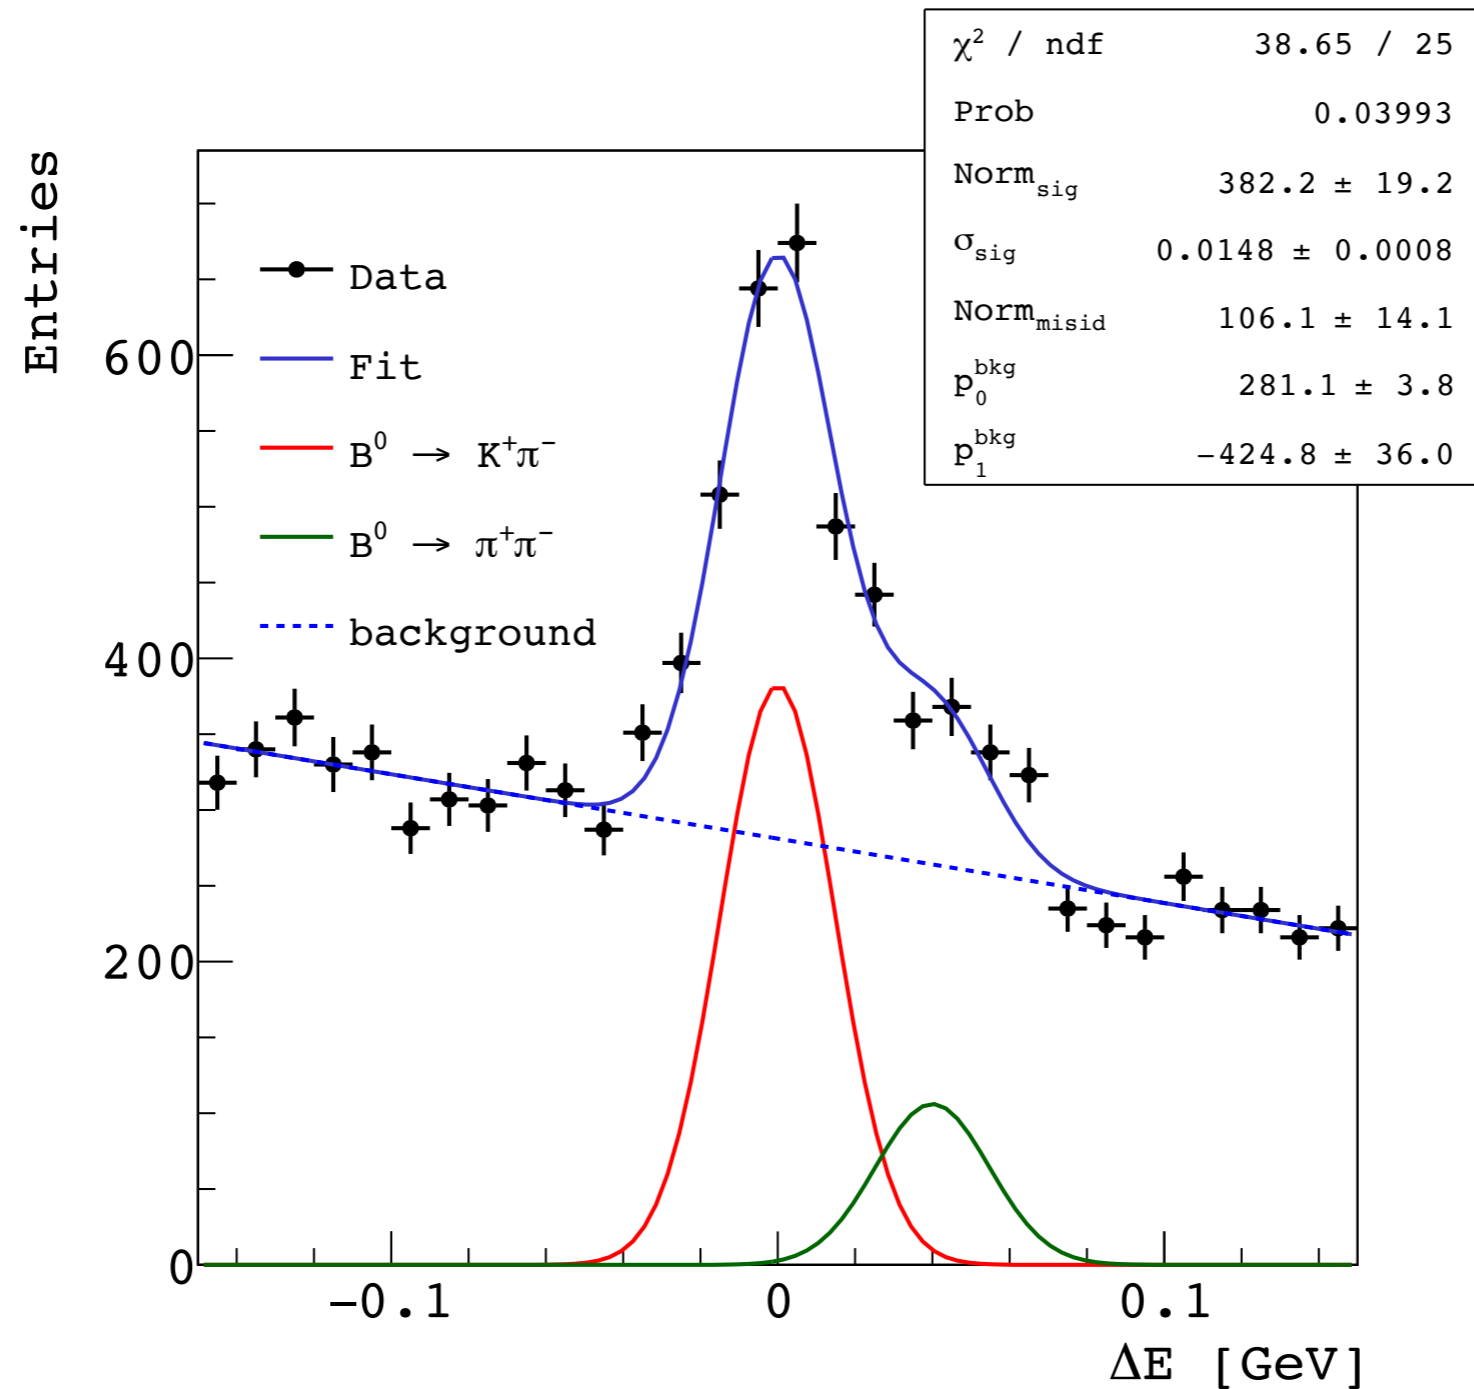 χ² / ndf 38.65 / 25
Prob 0.03993
Norm_sig 382.2 ± 19.2
σ_sig 0.0148 ± 0.0008
Norm_misid 106.1 ± 14.1
p₀^bkg 281.1 ± 3.8
p₁^bkg −424.8 ± 36.0
Entries
Data
Fit
B⁰ → K⁺π⁻
B⁰ → π⁺π⁻
background
600
400
200
0
−0.1 0 0.1
ΔE [GeV]